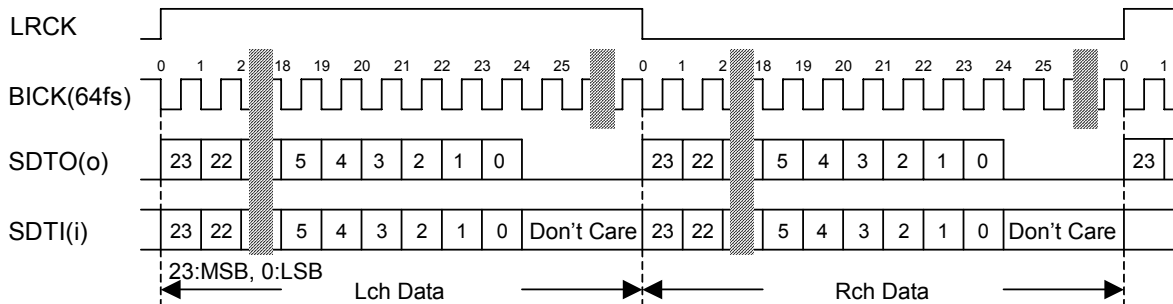 LRCK
0 1 2 18 19 20 21 22 23 24 25 0 1 2 18 19 20 21 22 23 24 25 0 1
BICK(64fs)
SDTO(o) 23 22 5 4 3 2 1 0 23 22 5 4 3 2 1 0 23
SDTI(i) 23 22 5 4 3 2 1 0 Don't Care 23 22 5 4 3 2 1 0 Don't Care
23:MSB, 0:LSB
Lch Data Rch Data